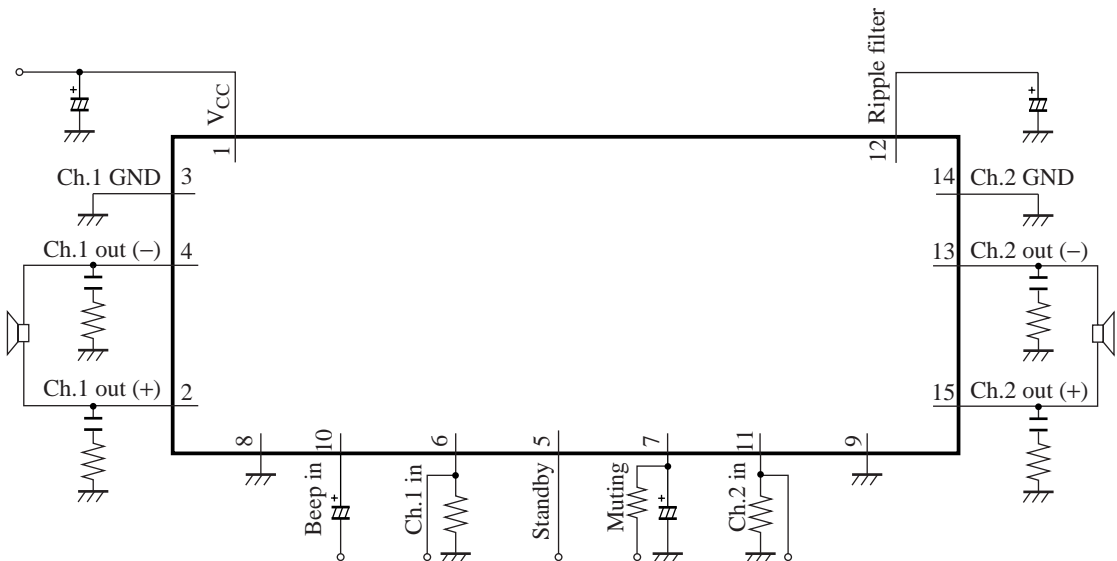 VCC
1
Ripple filter
12
+
+
Ch.1 GND
3
14
Ch.2 GND
Ch.1 out (−)
4
13
Ch.2 out (−)
Ch.1 out (+)
2
15
Ch.2 out (+)
8
10
6
5
7
11
9
Beep in
+
Ch.1 in
Standby
Muting
+
Ch.2 in